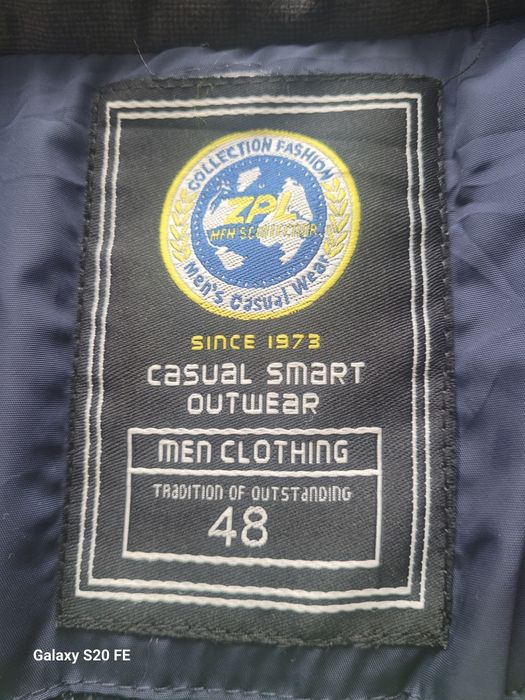 COLLECTION FASHION
ZPL
Men's Casual Wear
SINCE 1973
CASUAL SMART
OUTWEAR
MEN CLOTHING
TRADITION OF OUTSTANDING
48
Galaxy S20 FE